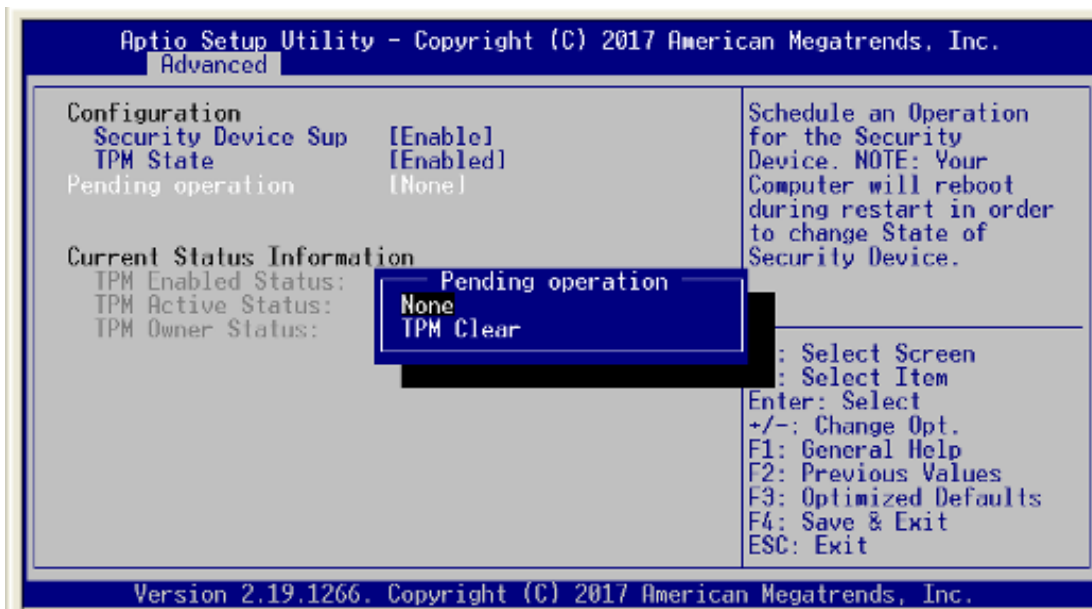 Aptio Setup Utility - Copyright (C) 2017 American Megatrends, Inc.
Advanced
Configuration
Security Device Sup [Enable]
TPM State [Enabled]
Pending operation [None]
Current Status Information
TPM Enabled Status:
TPM Active Status:
TPM Owner Status:
Pending operation
None
TPM Clear
Schedule an Operation
for the Security
Device. NOTE: Your
Computer will reboot
during restart in order
to change State of
Security Device.
: Select Screen
: Select Item
Enter: Select
+/-: Change Opt.
F1: General Help
F2: Previous Values
F3: Optimized Defaults
F4: Save & Exit
ESC: Exit
Version 2.19.1266. Copyright (C) 2017 American Megatrends, Inc.